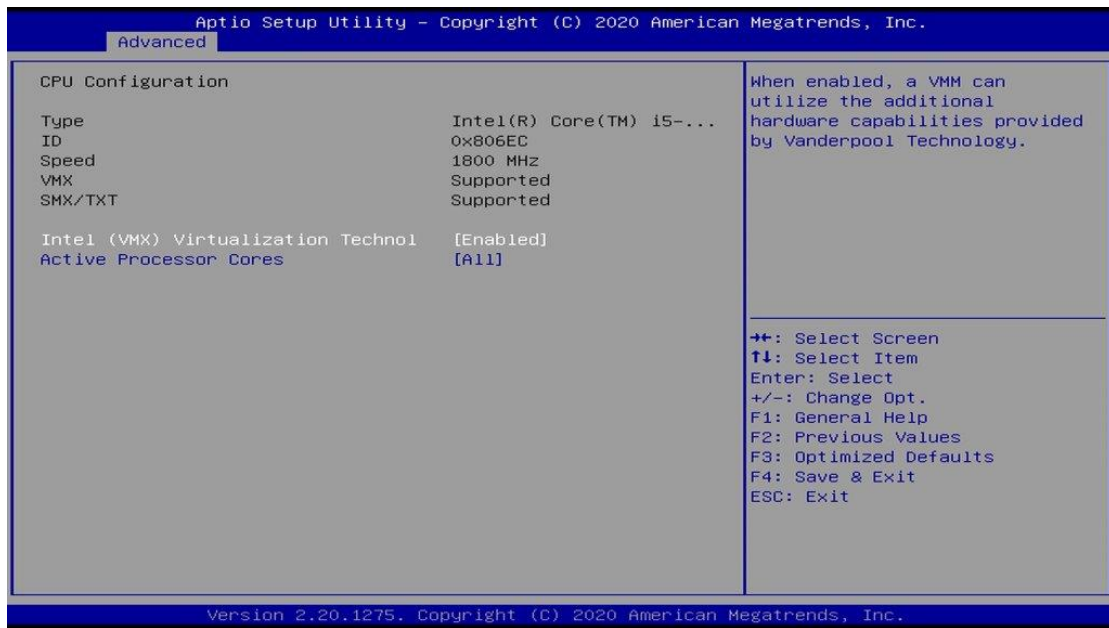 Aptio Setup Utility – Copyright (C) 2020 American Megatrends, Inc.
Advanced
CPU Configuration
Type Intel(R) Core(TM) i5-...
ID 0x806EC
Speed 1800 MHz
VMX Supported
SMX/TXT Supported
Intel (VMX) Virtualization Technol [Enabled]
Active Processor Cores [All]
When enabled, a VMM can
utilize the additional
hardware capabilities provided
by Vanderpool Technology.
→←: Select Screen
↑↓: Select Item
Enter: Select
+/-: Change Opt.
F1: General Help
F2: Previous Values
F3: Optimized Defaults
F4: Save & Exit
ESC: Exit
Version 2.20.1275. Copyright (C) 2020 American Megatrends, Inc.